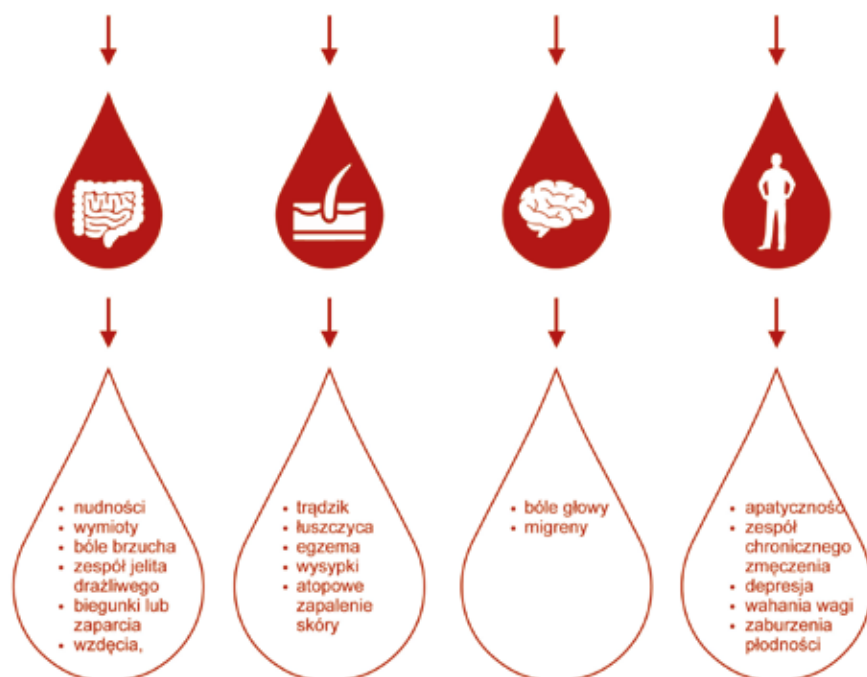 nudności
wymioty
bóle brzucha
zespół jelita
drażliwego
biegunki lub
zaparcia
wzdęcia,
trądzik
łuszczyca
egzema
wysypki
atopowe
zapalenie
skóry
bóle głowy
migreny
apatyczność
zespół
chronicznego
zmęczenia
depresja
wahania wagi
zaburzenia
płodności